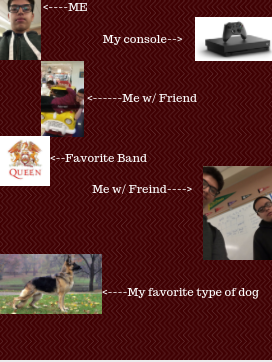 <----ME
My console-->
<------Me w/ Friend
QUEEN
<--Favorite Band
Me w/ Freind---->
<----My favorite type of dog